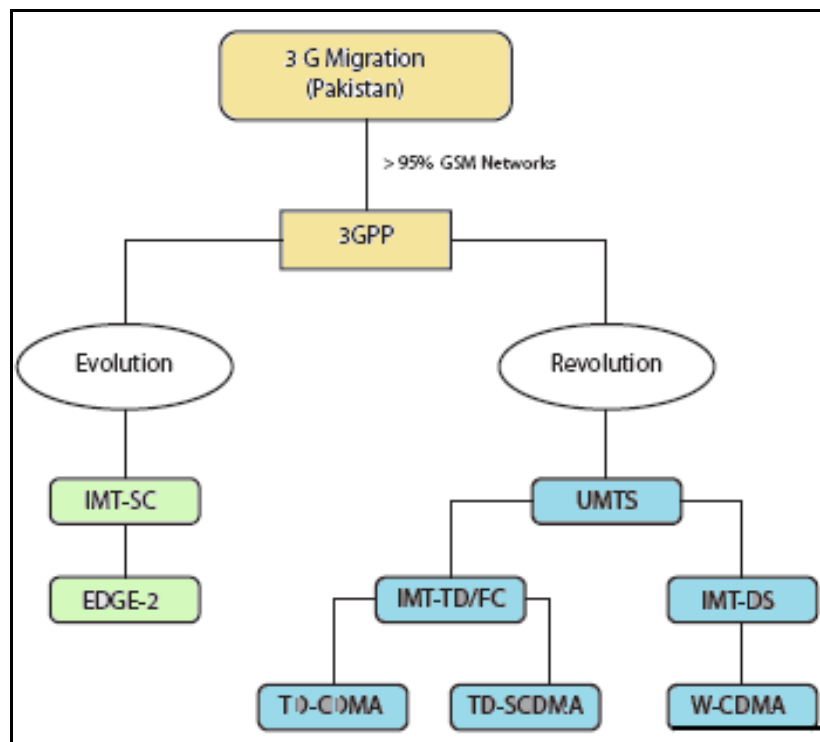 3 G Migration
(Pakistan)
> 95% GSM Networks
3GPP
Evolution
Revolution
IMT-SC
UMTS
EDGE-2
IMT-TD/FC
IMT-DS
TD-CDMA
TD-SCDMA
W-CDMA